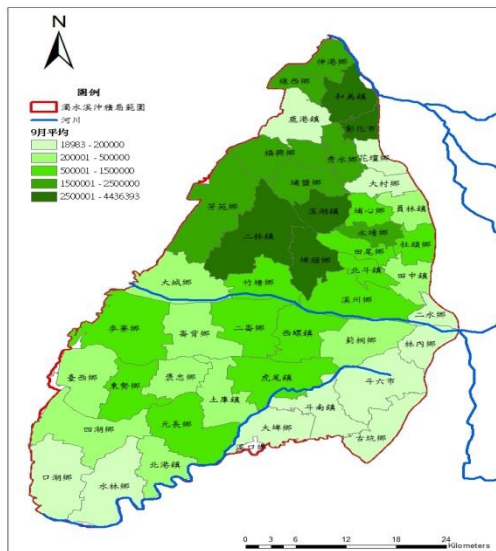 N
圖例
濁水溪沖積扇範圍
河川
9月平均
18983 - 200000
200001 - 500000
500001 - 1500000
1500001 - 2500000
2500001 - 4436393
伸港鄉
線西鄉
和美鎮
鹿港鎮
彰化市
福興鄉
秀水鄉
花壇鄉
埔鹽鄉
大村鄉
芳苑鄉
溪湖鎮
埔心鄉
員林鎮
二林鎮
永靖鄉
社頭鄉
埤頭鄉
田尾鄉
北斗鎮
田中鎮
大城鄉
竹塘鄉
溪州鄉
二水鄉
麥寮鄉
崙背鄉
二崙鄉
西螺鎮
莿桐鄉
林內鄉
臺西鄉
東勢鄉
褒忠鄉
虎尾鎮
斗六市
土庫鎮
斗南鎮
四湖鄉
元長鄉
大埤鄉
古坑鄉
北港鎮
溪口鄉
口湖鄉
水林鄉
0 3 6 12 18 24
Kilometers